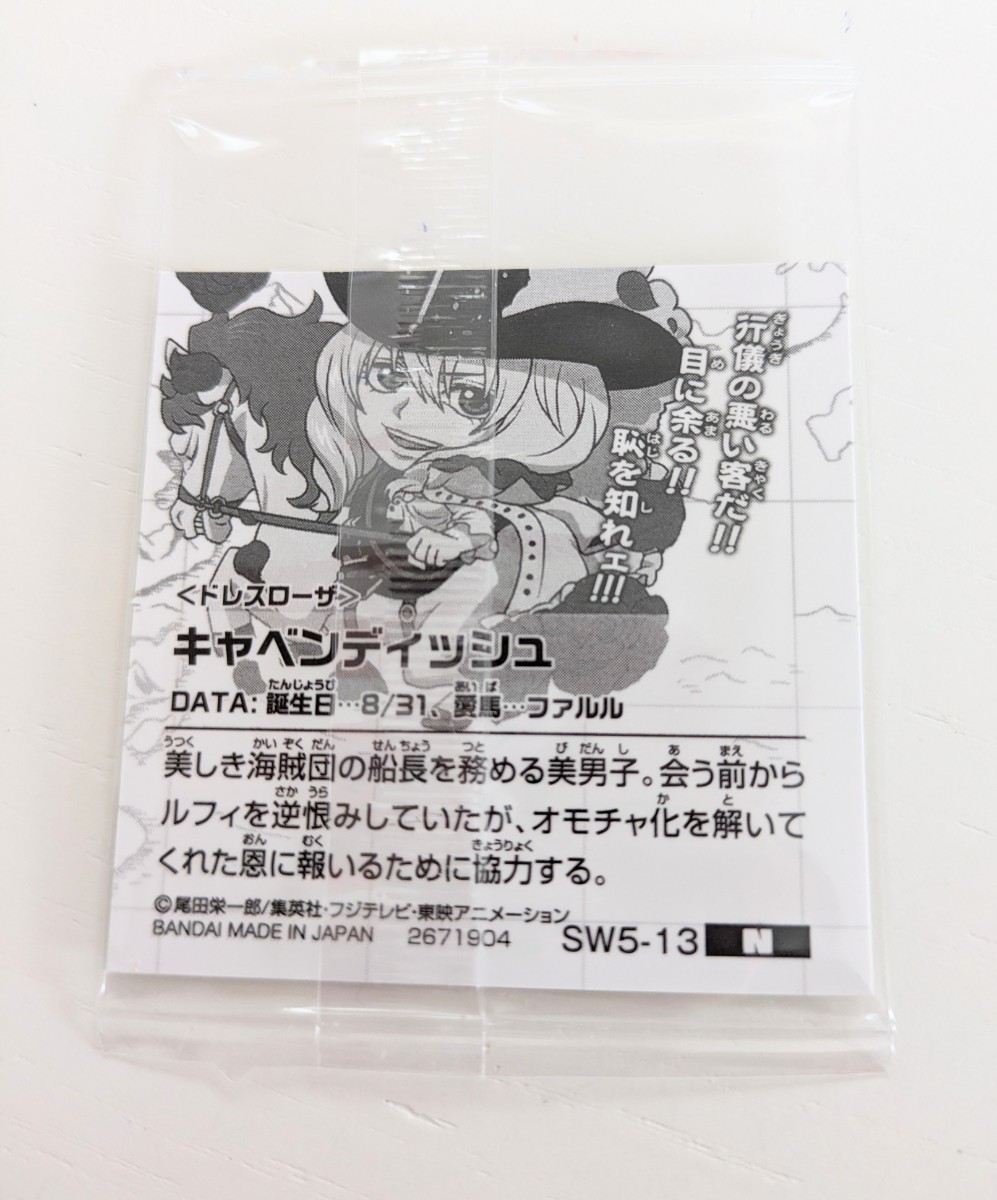 行儀の悪い客だ!!
目に余る!!
恥を知れェ!!!
<ドレスローザ>
キャベンディッシュ
DATA: 誕生日…8/31、愛馬…ファルル
美しき海賊団の船長を務める美男子。会う前から
ルフィを逆恨みしていたが、オモチャ化を解いて
くれた恩に報いるために協力する。
©尾田栄一郎/集英社・フジテレビ・東映アニメーション
BANDAI MADE IN JAPAN 2671904 SW5-13 N